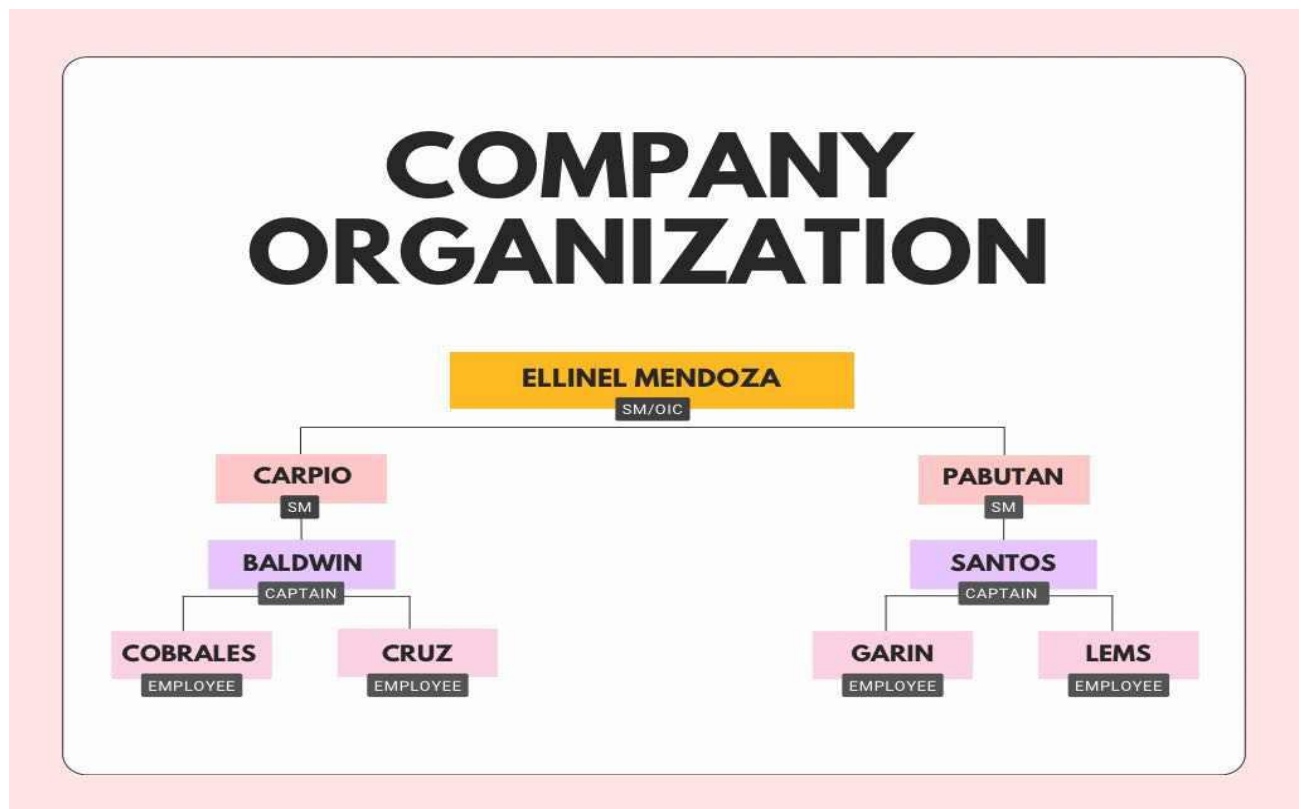 COMPANY
ORGANIZATION
ELLINEL MENDOZA
SM/OIC
CARPIO
SM
PABUTAN
SM
BALDWIN
CAPTAIN
SANTOS
CAPTAIN
COBRALES
EMPLOYEE
CRUZ
EMPLOYEE
GARIN
EMPLOYEE
LEMS
EMPLOYEE